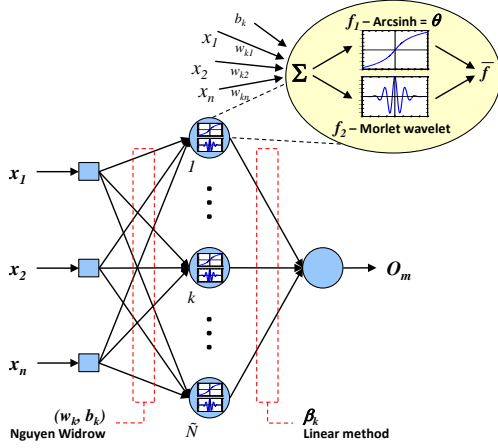 b_k
f_1 – Arcsinh = θ
x_1
w_k1
x_2
w_k2
x_n
w_kn
Σ
f̅
f_2 – Morlet wavelet
x_1
1
x_2
k
O_m
x_n
Ñ
(w_k, b_k)
Nguyen Widrow
β_k
Linear method